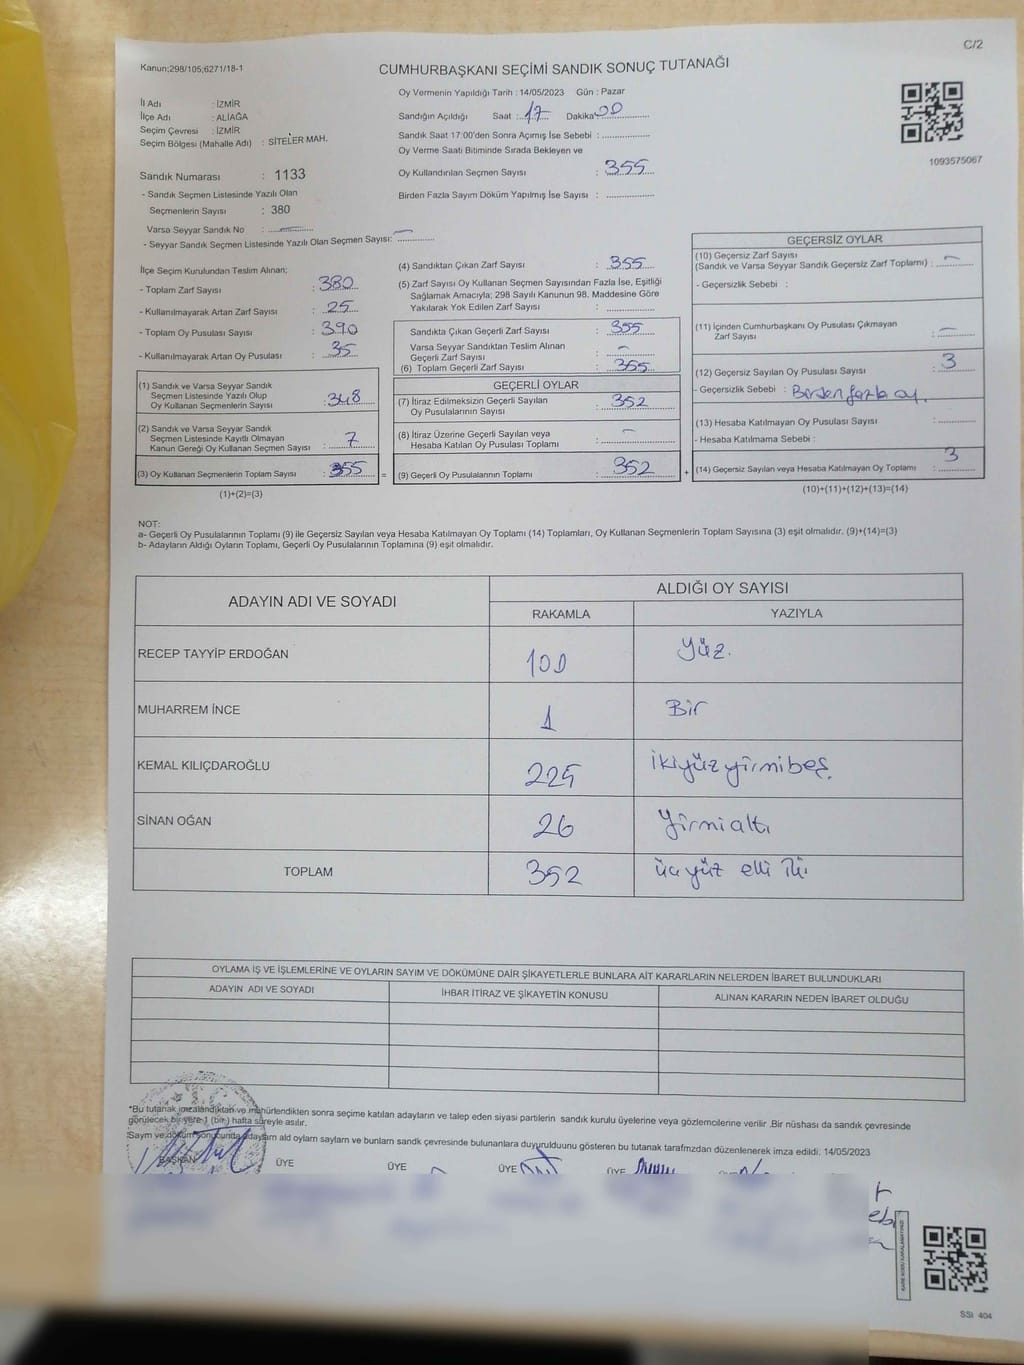 C/2
Kanun;298/105;6271/18-1
CUMHURBAŞKANI SEÇİMİ SANDIK SONUÇ TUTANAĞI
Oy Vermenin Yapıldığı Tarih : 14/05/2023 Gün : Pazar
İl Adı : İZMİR
İlçe Adı : ALİAĞA
Seçim Çevresi : İZMİR
Seçim Bölgesi (Mahalle Adı) : SİTELER MAH.
Sandığın Açıldığı Saat : 17 Dakika 00
Sandık Saat 17:00'den Sonra Açımış İse Sebebi : ..............
Oy Verme Saati Bitiminde Sırada Bekleyen ve
Oy Kullandırılan Seçmen Sayısı : 355
Birden Fazla Sayım Döküm Yapılmış İse Sayısı : ..............
1093575067
Sandık Numarası : 1133
- Sandık Seçmen Listesinde Yazılı Olan
Seçmenlerin Sayısı : 380
Varsa Seyyar Sandık No : —
- Seyyar Sandık Seçmen Listesinde Yazılı Olan Seçmen Sayısı: —
İlçe Seçim Kurulundan Teslim Alınan;
- Toplam Zarf Sayısı : 380
- Kullanılmayarak Artan Zarf Sayısı : 25
- Toplam Oy Pusulası Sayısı : 390
- Kullanılmayarak Artan Oy Pusulası : 35
(1) Sandık ve Varsa Seyyar Sandık
Seçmen Listesinde Yazılı Olup
Oy Kullanan Seçmenlerin Sayısı : 348
(2) Sandık ve Varsa Seyyar Sandık
Seçmen Listesinde Kayıtlı Olmayan
Kanun Gereği Oy Kullanan Seçmen Sayısı : 7
(3) Oy Kullanan Seçmenlerin Toplam Sayısı : 355 =
(1)+(2)=(3)
(4) Sandıktan Çıkan Zarf Sayısı : 355
(5) Zarf Sayısı Oy Kullanan Seçmen Sayısından Fazla İse, Eşitliği
Sağlamak Amacıyla; 298 Sayılı Kanunun 98. Maddesine Göre
Yakılarak Yok Edilen Zarf Sayısı : ..............
Sandıkta Çıkan Geçerli Zarf Sayısı : 355
Varsa Seyyar Sandıktan Teslim Alınan
Geçerli Zarf Sayısı : —
(6) Toplam Geçerli Zarf Sayısı : 355
GEÇERLİ OYLAR
(7) İtiraz Edilmeksizin Geçerli Sayılan
Oy Pusulalarının Sayısı : 352
(8) İtiraz Üzerine Geçerli Sayılan veya
Hesaba Katılan Oy Pusulası Toplamı : —
(9) Geçerli Oy Pusulalarının Toplamı : 352 +
GEÇERSİZ OYLAR
(10) Geçersiz Zarf Sayısı
(Sandık ve Varsa Seyyar Sandık Geçersiz Zarf Toplamı) : —
- Geçersizlik Sebebi :
(11) İçinden Cumhurbaşkanı Oy Pusulası Çıkmayan
Zarf Sayısı : —
(12) Geçersiz Sayılan Oy Pusulası Sayısı : 3
- Geçersizlik Sebebi : Birden fazla oy.
(13) Hesaba Katılmayan Oy Pusulası Sayısı :
- Hesaba Katılmama Sebebi :
(14) Geçersiz Sayılan veya Hesaba Katılmayan Oy Toplamı : 3
(10)+(11)+(12)+(13)=(14)
NOT:
a- Geçerli Oy Pusulalarının Toplamı (9) ile Geçersiz Sayılan veya Hesaba Katılmayan Oy Toplamı (14) Toplamları, Oy Kullanan Seçmenlerin Toplam Sayısına (3) eşit olmalıdır. (9)+(14)=(3)
b- Adayların Aldığı Oyların Toplamı, Geçerli Oy Pusulalarının Toplamına (9) eşit olmalıdır.
ADAYIN ADI VE SOYADI ALDIĞI OY SAYISI
RAKAMLA YAZIYLA
RECEP TAYYİP ERDOĞAN 100 Yüz.
MUHARREM İNCE 1 Bir
KEMAL KILIÇDAROĞLU 225 ikiyüzyirmibeş
SİNAN OĞAN 26 Yirmialtı
TOPLAM 352 üçyüz elli iki
OYLAMA İŞ VE İŞLEMLERİNE VE OYLARIN SAYIM VE DÖKÜMÜNE DAİR ŞİKAYETLERLE BUNLARA AİT KARARLARIN NELERDEN İBARET BULUNDUKLARI
ADAYIN ADI VE SOYADI İHBAR İTİRAZ VE ŞİKAYETİN KONUSU ALINAN KARARIN NEDEN İBARET OLDUĞU
*Bu tutanak imzalandıktan ve mühürlendikten sonra seçime katılan adayların ve talep eden siyasi partilerin sandık kurulu üyelerine veya gözlemcilerine verilir .Bir nüshası da sandık çevresinde
görülecek bir yere 1 (bir) hafta süreyle asılır.
Sayım ve döküm sonucunda adayların ald oyların sayların ve bunların sandık çevresinde bulunanlara duyurulduunu gösteren bu tutanak tarafmzdan düzenlenerek imza edildi. 14/05/2023
BAŞKAN ÜYE ÜYE ÜYE ÜYE
SSİ 404